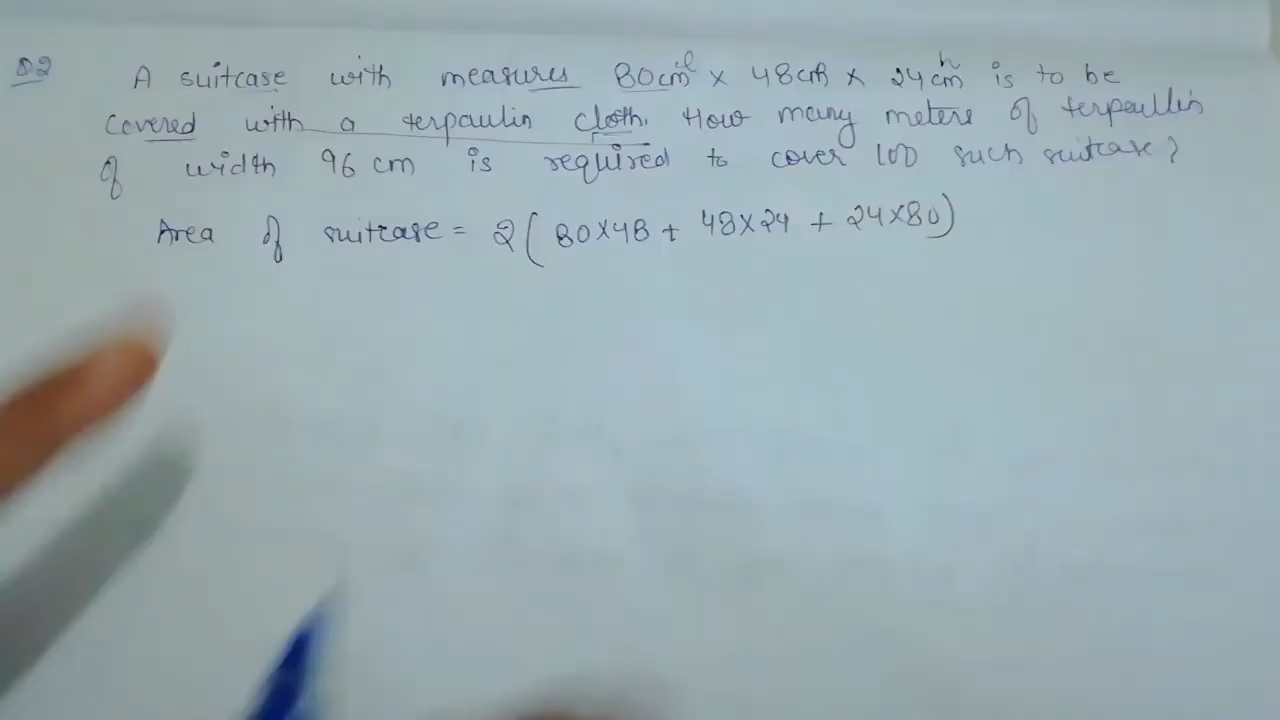 Q2 A suitcase with measures 80cm l x 48cm x 24cm h is to be
covered with a terpaulin cloth. How many metere of terpaullin
of width 96 cm is required to cover 100 such suitcase?
Area of suitcase = 2(80x48 + 48x24 + 24x80)